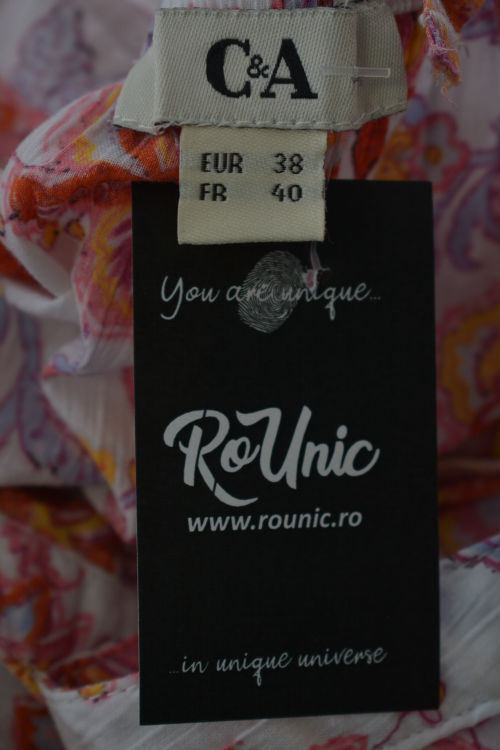 C&A
EUR 38
FR 40
You are unique...
RoUnic
www.rounic.ro
...in unique universe